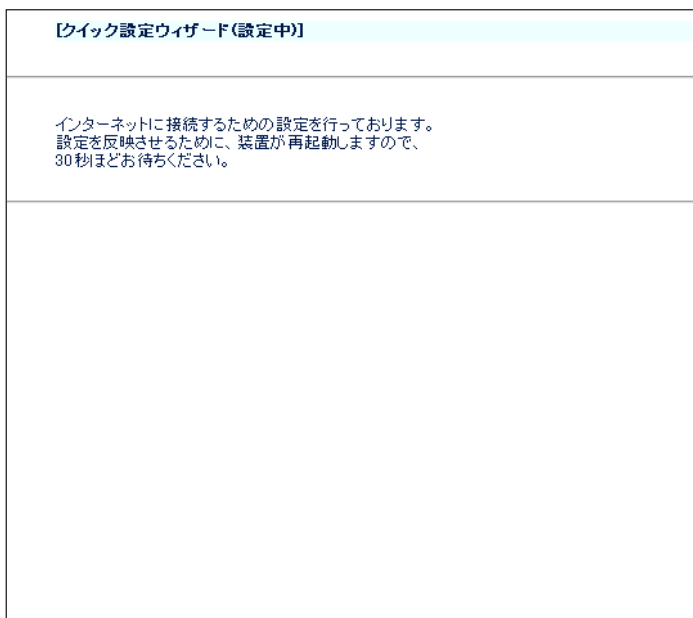 [クイック設定ウィザード(設定中)]
インターネットに接続するための設定を行っております。
設定を反映させるために、装置が再起動しますので、
30秒ほどお待ちください。